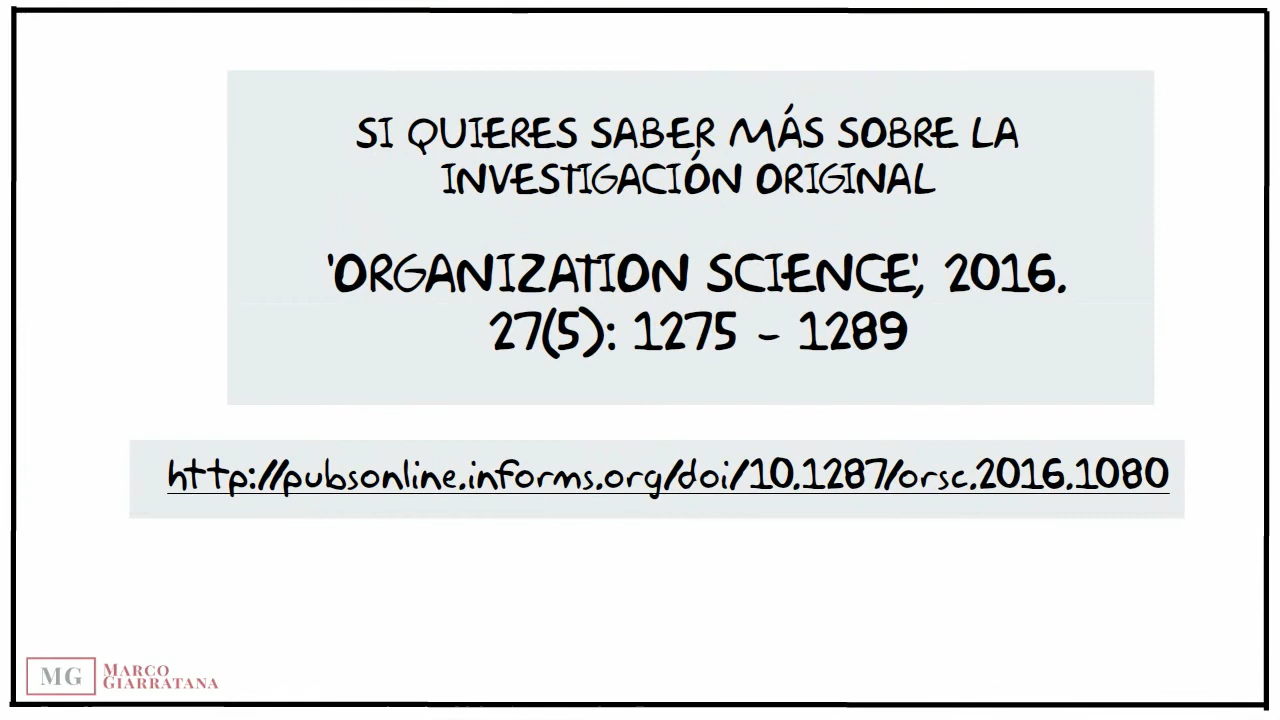 SI QUIERES SABER MÁS SOBRE LA
INVESTIGACIÓN ORIGINAL
'ORGANIZATION SCIENCE', 2016.
27(5): 1275 - 1289
http://pubsonline.informs.org/doi/10.1287/orsc.2016.1080
MG MARCO
GIARRATANA